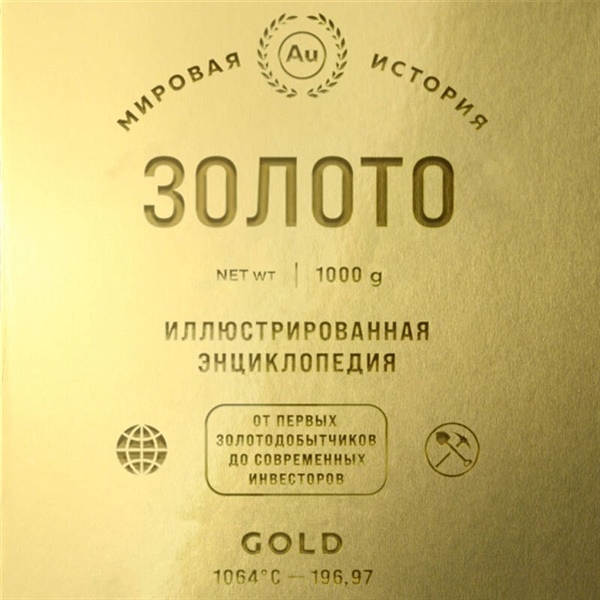 МИРОВАЯ Au ИСТОРИЯ
ЗОЛОТО
NET WT | 1000 g
ИЛЛЮСТРИРОВАННАЯ
ЭНЦИКЛОПЕДИЯ
ОТ ПЕРВЫХ
ЗОЛОТОДОБЫТЧИКОВ
ДО СОВРЕМЕННЫХ
ИНВЕСТОРОВ
GOLD
1064°C — 196,97